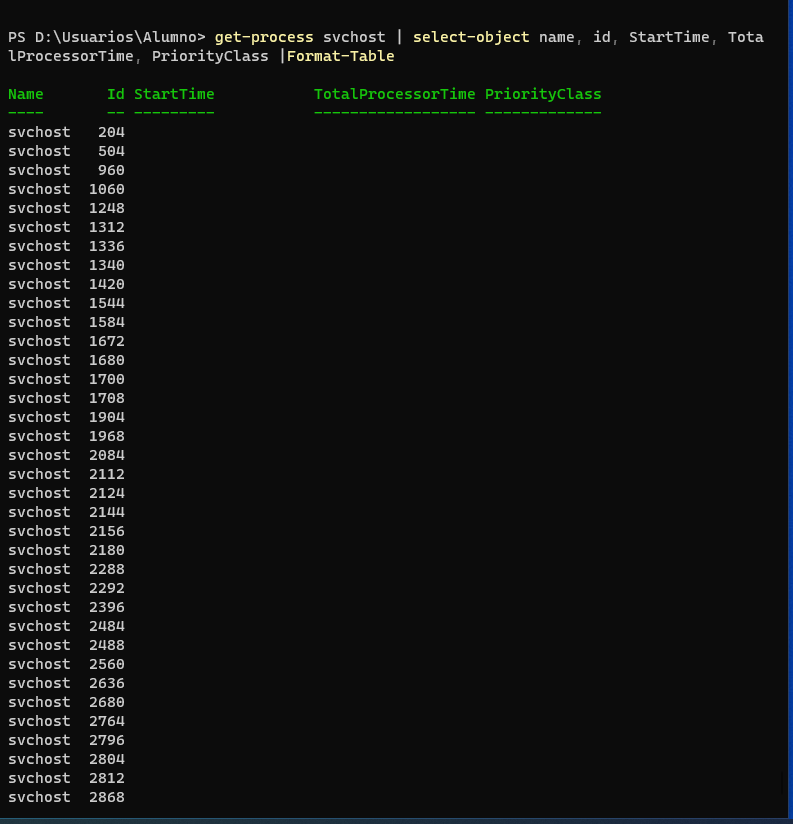 PS D:\Usuarios\Alumno> get-process svchost | select-object name, id, StartTime, Tota
lProcessorTime, PriorityClass |Format-Table
Name       Id StartTime           TotalProcessorTime PriorityClass
----       -- ---------           ------------------ -------------
svchost   204
svchost   504
svchost   960
svchost  1060
svchost  1248
svchost  1312
svchost  1336
svchost  1340
svchost  1420
svchost  1544
svchost  1584
svchost  1672
svchost  1680
svchost  1700
svchost  1708
svchost  1904
svchost  1968
svchost  2084
svchost  2112
svchost  2124
svchost  2144
svchost  2156
svchost  2180
svchost  2288
svchost  2292
svchost  2396
svchost  2484
svchost  2488
svchost  2560
svchost  2636
svchost  2680
svchost  2764
svchost  2796
svchost  2804
svchost  2812
svchost  2868